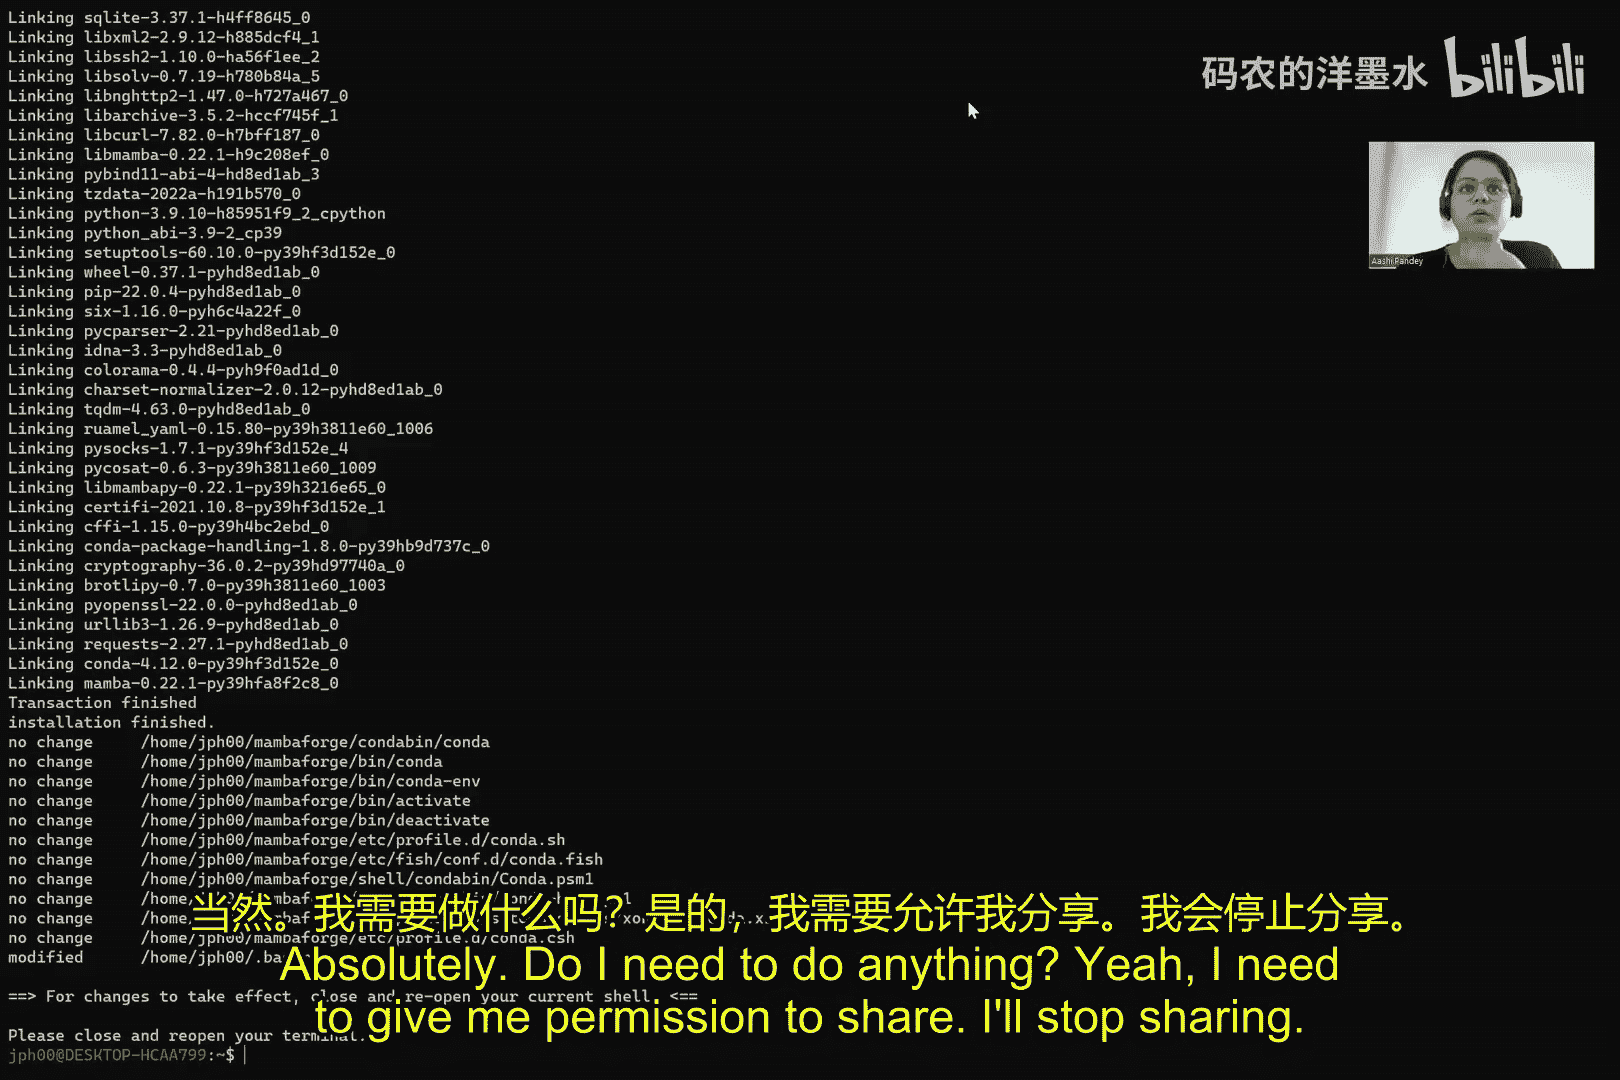 Linking sqlite-3.37.1-h4ff8645_0
Linking libxml2-2.9.12-h885dcf4_1
Linking libssh2-1.10.0-ha56f1ee_2
Linking libsolv-0.7.19-h780b84a_5
Linking libnghttp2-1.47.0-h727a467_0
Linking libarchive-3.5.2-hccf745f_1
Linking libcurl-7.82.0-h7bff187_0
Linking libmamba-0.22.1-h9c208ef_0
Linking pybind11-abi-4-hd8ed1ab_3
Linking tzdata-2022a-h191b570_0
Linking python-3.9.10-h85951f9_2_cpython
Linking python_abi-3.9-2_cp39
Linking setuptools-60.10.0-py39hf3d152e_0
Linking wheel-0.37.1-pyhd8ed1ab_0
Linking pip-22.0.4-pyhd8ed1ab_0
Linking six-1.16.0-pyh6c4a22f_0
Linking pycparser-2.21-pyhd8ed1ab_0
Linking idna-3.3-pyhd8ed1ab_0
Linking colorama-0.4.4-pyh9f0ad1d_0
Linking charset-normalizer-2.0.12-pyhd8ed1ab_0
Linking tqdm-4.63.0-pyhd8ed1ab_0
Linking ruamel_yaml-0.15.80-py39h3811e60_1006
Linking pysocks-1.7.1-py39hf3d152e_4
Linking pycosat-0.6.3-py39h3811e60_1009
Linking libmambapy-0.22.1-py39h3216e65_0
Linking certifi-2021.10.8-py39hf3d152e_1
Linking cffi-1.15.0-py39h4bc2ebd_0
Linking conda-package-handling-1.8.0-py39hb9d737c_0
Linking cryptography-36.0.2-py39hd97740a_0
Linking brotlipy-0.7.0-py39h3811e60_1003
Linking pyopenssl-22.0.0-pyhd8ed1ab_0
Linking urllib3-1.26.9-pyhd8ed1ab_0
Linking requests-2.27.1-pyhd8ed1ab_0
Linking conda-4.12.0-py39hf3d152e_0
Linking mamba-0.22.1-py39hfa8f2c8_0
Transaction finished
installation finished.
no change     /home/jph00/mambaforge/condabin/conda
no change     /home/jph00/mambaforge/bin/conda
no change     /home/jph00/mambaforge/bin/conda-env
no change     /home/jph00/mambaforge/bin/activate
no change     /home/jph00/mambaforge/bin/deactivate
no change     /home/jph00/mambaforge/etc/profile.d/conda.sh
no change     /home/jph00/mambaforge/etc/fish/conf.d/conda.fish
no change     /home/jph00/mambaforge/shell/condabin/Conda.psm1
no change
no change
no change     /home/jph00/mambaforge/etc/profile.d/conda.csh
modified
==> For changes to take effect, close and re-open your current shell. <==
Please close and reopen your terminal.
jph00@DESKTOP-HCAA799:~$
码农的洋墨水 bilibili
Aashi Pandey
当然。我需要做什么吗？是的，我需要允许我分享。我会停止分享。
Absolutely. Do I need to do anything? Yeah, I need
to give me permission to share. I'll stop sharing.